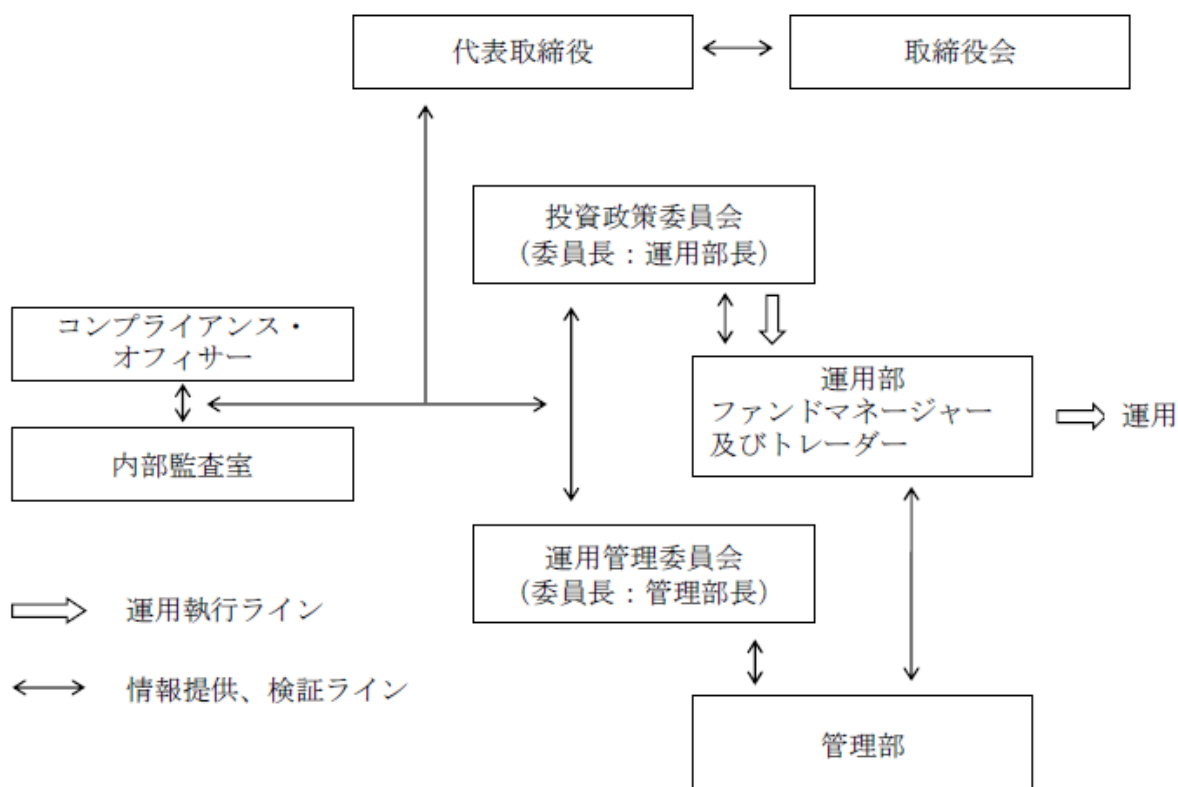 代表取締役
取締役会
投資政策委員会
(委員長：運用部長)
コンプライアンス・
オフィサー
運用部
ファンドマネージャー
及びトレーダー
運用
内部監査室
運用管理委員会
(委員長：管理部長)
運用執行ライン
情報提供、検証ライン
管理部